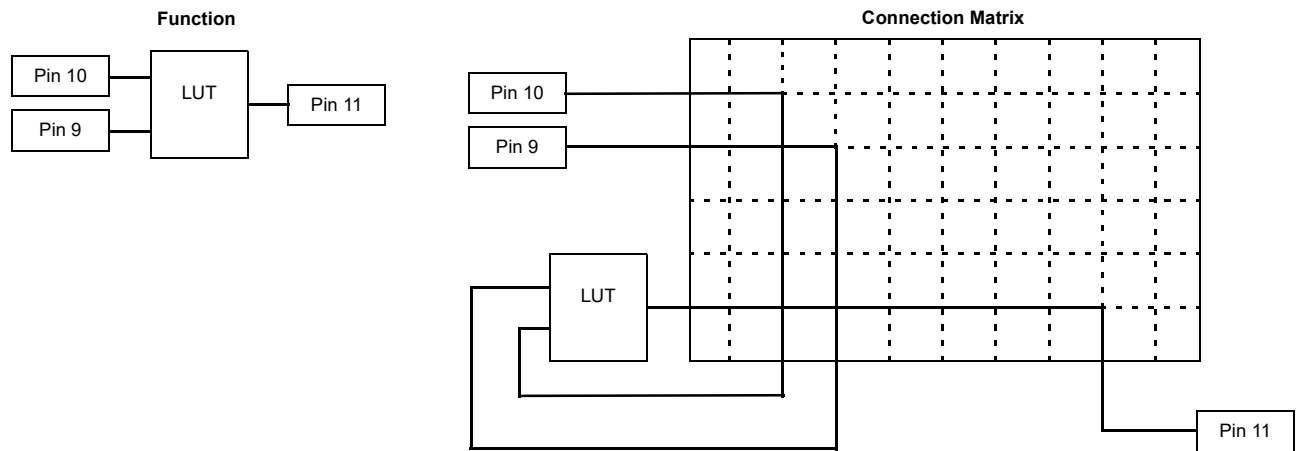 Function
Pin 10
Pin 9
LUT
Pin 11
Connection Matrix
Pin 10
Pin 9
LUT
Pin 11